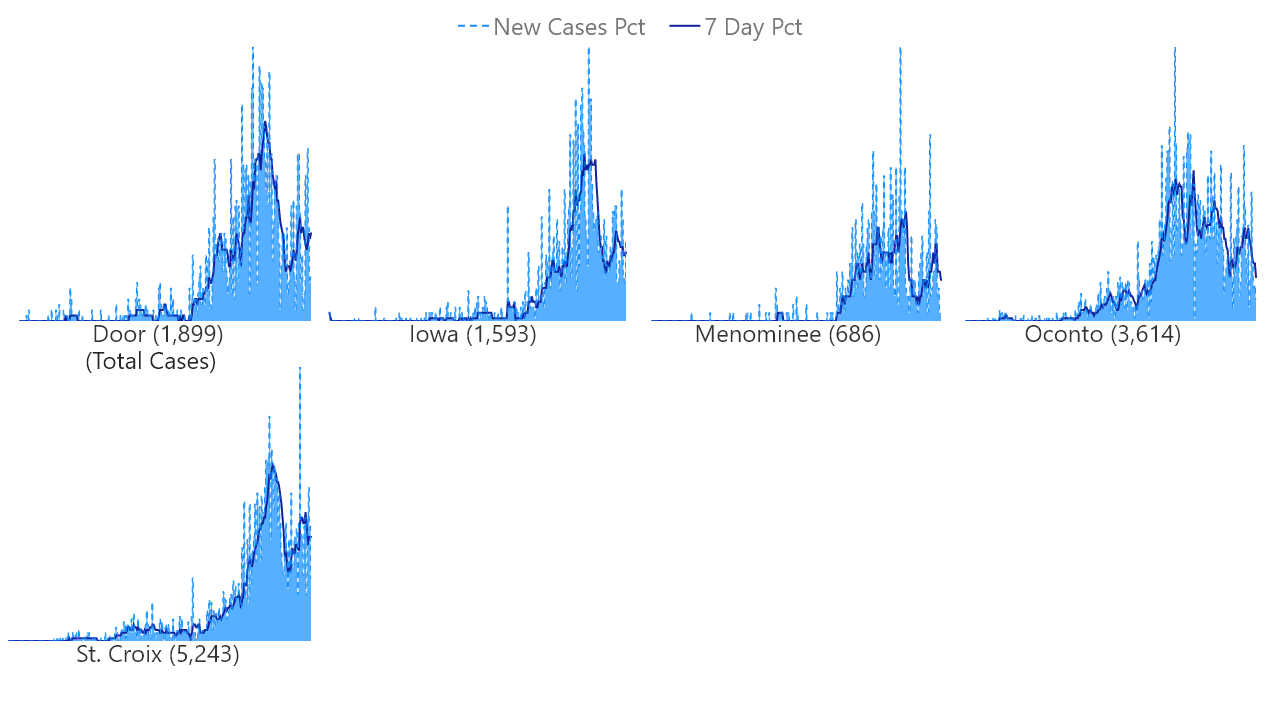 New Cases Pct 7 Day Pct
Door (1,899)
(Total Cases)
Iowa (1,593)
Menominee (686)
Oconto (3,614)
St. Croix (5,243)